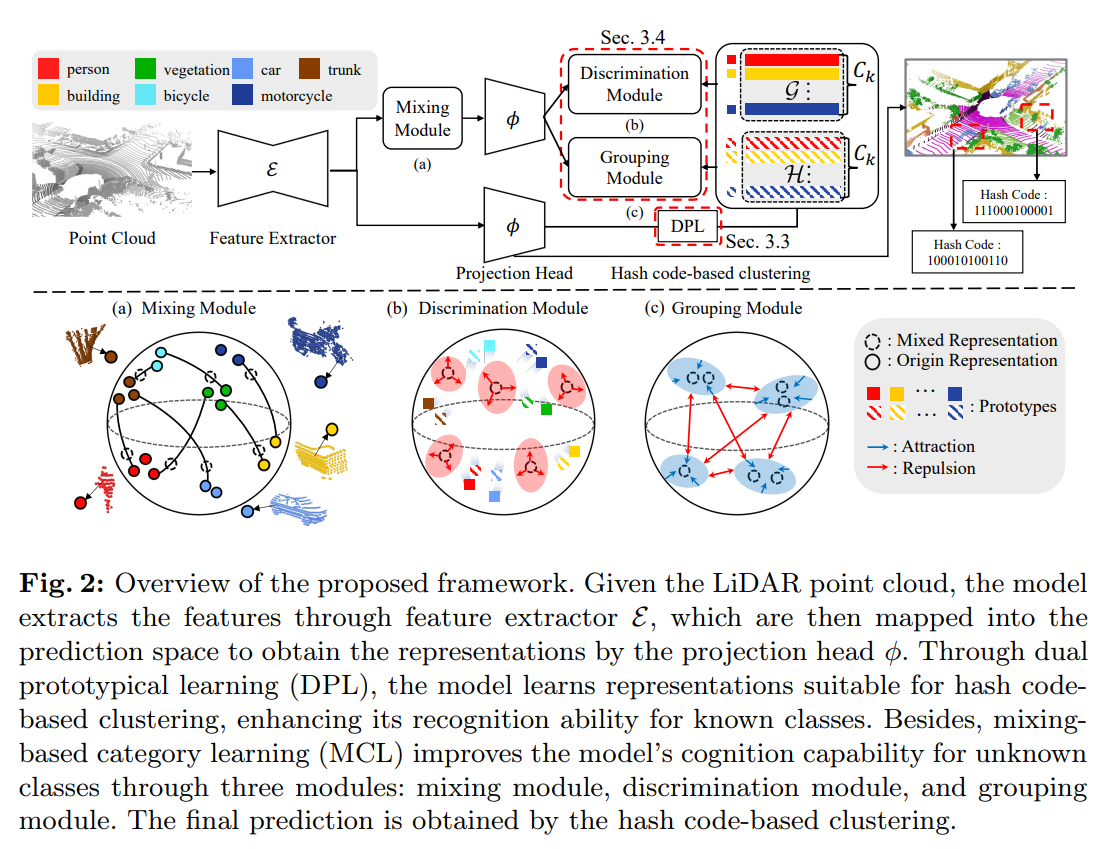 Sec. 3.4
person
vegetation
car
trunk
building
bicycle
motorcycle
Point Cloud
ℰ
Feature Extractor
Mixing
Module
(a)
ϕ
Discrimination
Module
(b)
Grouping
Module
(c)
𝒢 :
C_k
ℋ:
C_k
ϕ
Projection Head
DPL
Sec. 3.3
Hash code-based clustering
Hash Code :
111000100001
Hash Code :
100010100110
(a) Mixing Module
(b) Discrimination Module
(c) Grouping Module
: Mixed Representation
: Origin Representation
...
... : Prototypes
: Attraction
: Repulsion
Fig. 2: Overview of the proposed framework. Given the LiDAR point cloud, the model
extracts the features through feature extractor ℰ, which are then mapped into the
prediction space to obtain the representations by the projection head ϕ. Through dual
prototypical learning (DPL), the model learns representations suitable for hash code-
based clustering, enhancing its recognition ability for known classes. Besides, mixing-
based category learning (MCL) improves the model's cognition capability for unknown
classes through three modules: mixing module, discrimination module, and grouping
module. The final prediction is obtained by the hash code-based clustering.